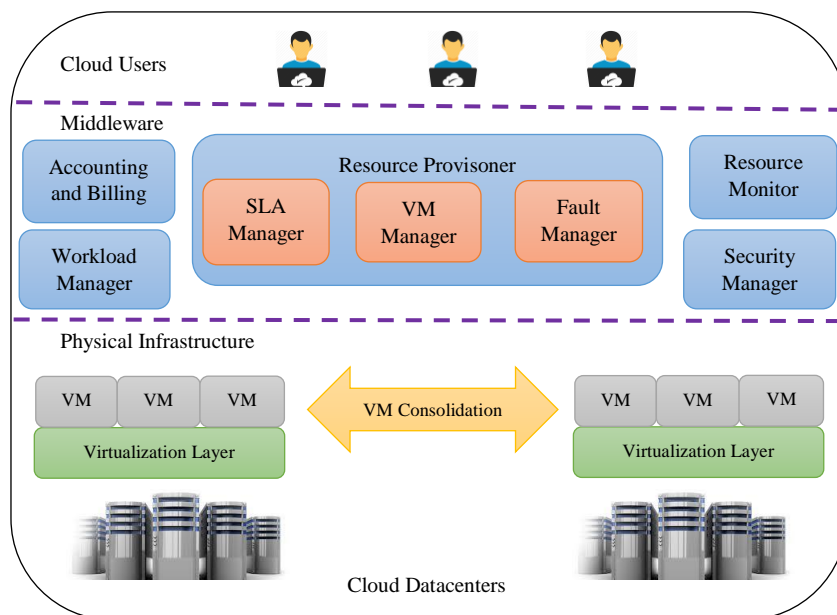 Cloud Users
Middleware
Accounting
and Billing
Workload
Manager
Resource Provisoner
SLA
Manager
VM
Manager
Fault
Manager
Resource
Monitor
Security
Manager
Physical Infrastructure
VM VM VM
Virtualization Layer
VM Consolidation
VM VM VM
Virtualization Layer
Cloud Datacenters